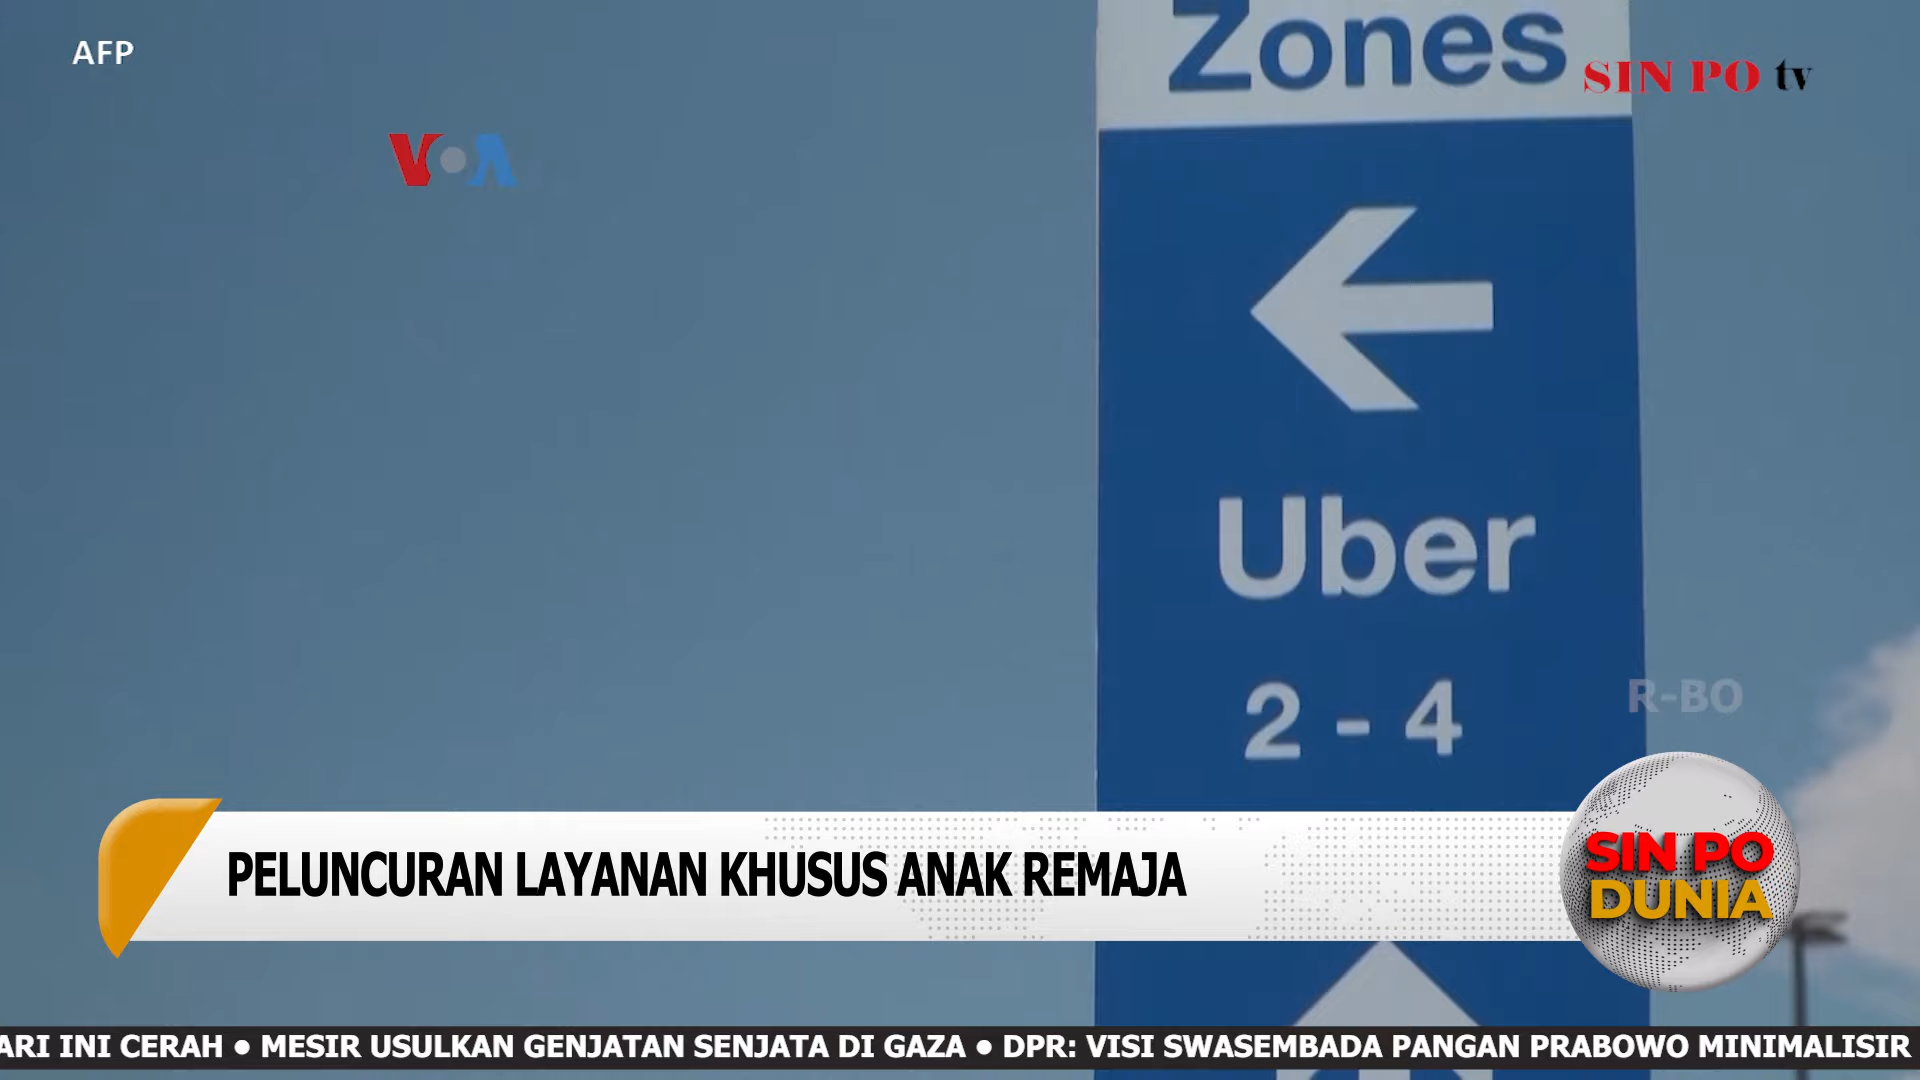 AFP
Zones
SIN PO tv
VOA
Uber
2 - 4
R-BO
PELUNCURAN LAYANAN KHUSUS ANAK REMAJA
SIN PO
DUNIA
ARI INI CERAH ● MESIR USULKAN GENJATAN SENJATA DI GAZA ● DPR: VISI SWASEMBADA PANGAN PRABOWO MINIMALISIR